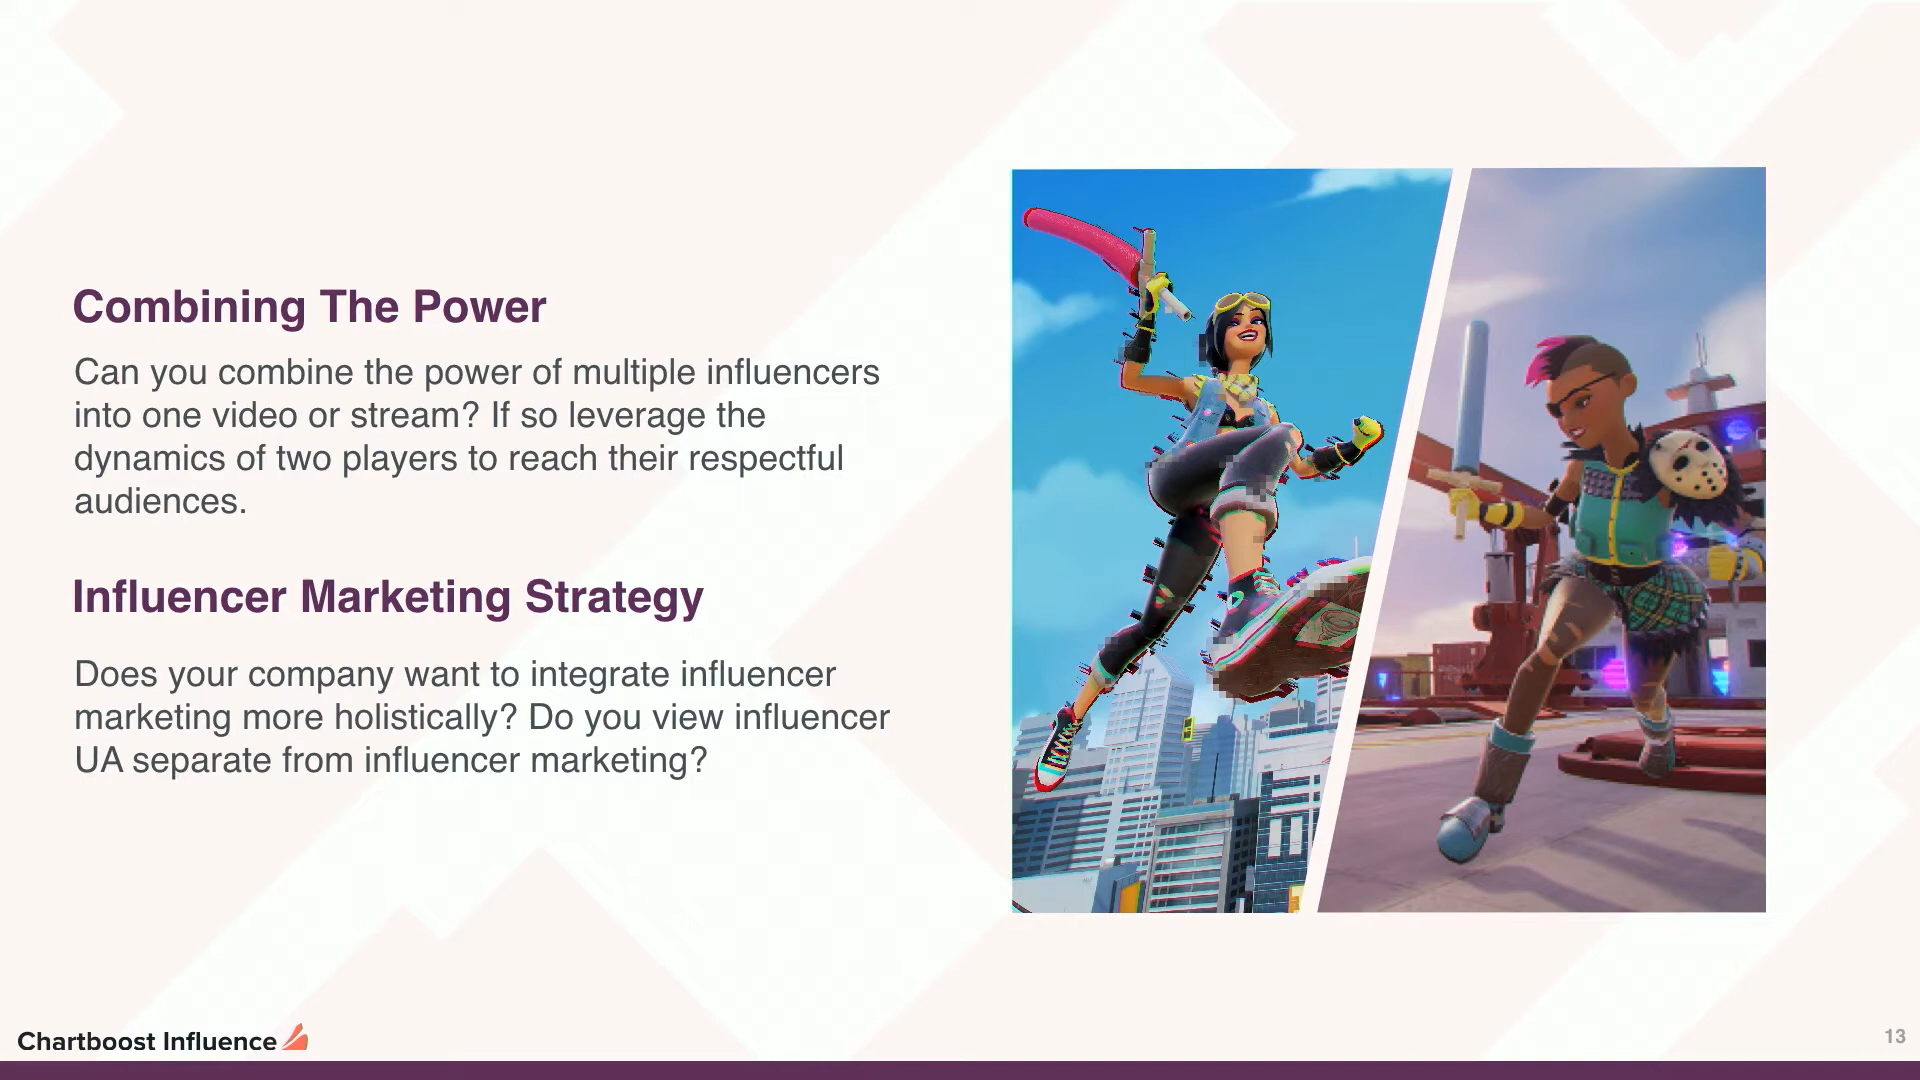 Combining The Power
Can you combine the power of multiple influencers
into one video or stream? If so leverage the
dynamics of two players to reach their respectful
audiences.
Influencer Marketing Strategy
Does your company want to integrate influencer
marketing more holistically? Do you view influencer
UA separate from influencer marketing?
Chartboost Influence
13